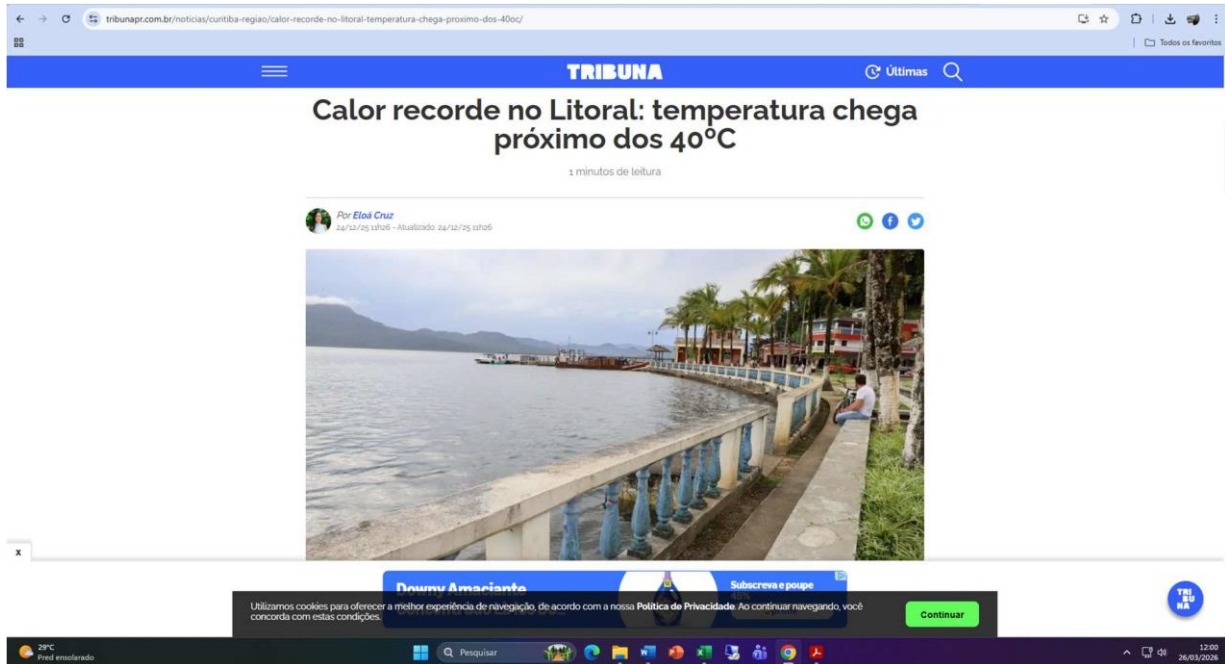 tribunapr.com.br/noticias/curitiba-regiao/calor-recorde-no-litoral-temperatura-chega-proximo-dos-40oc/
Todos os favoritos
TRIBUNA
Últimas
Calor recorde no Litoral: temperatura chega
próximo dos 40ºC
1 minutos de leitura
Por Eloá Cruz
24/12/25 11h26 - Atualizado: 24/12/25 11h26
x
Downy Amaciante
Subscreva e poupe
45%
Utilizamos cookies para oferecer a melhor experiência de navegação, de acordo com a nossa Política de Privacidade. Ao continuar navegando, você
concorda com estas condições.
Continuar
TRI
BU
NA
29°C
Pred ensolarado
Pesquisar
12:00
26/03/2026